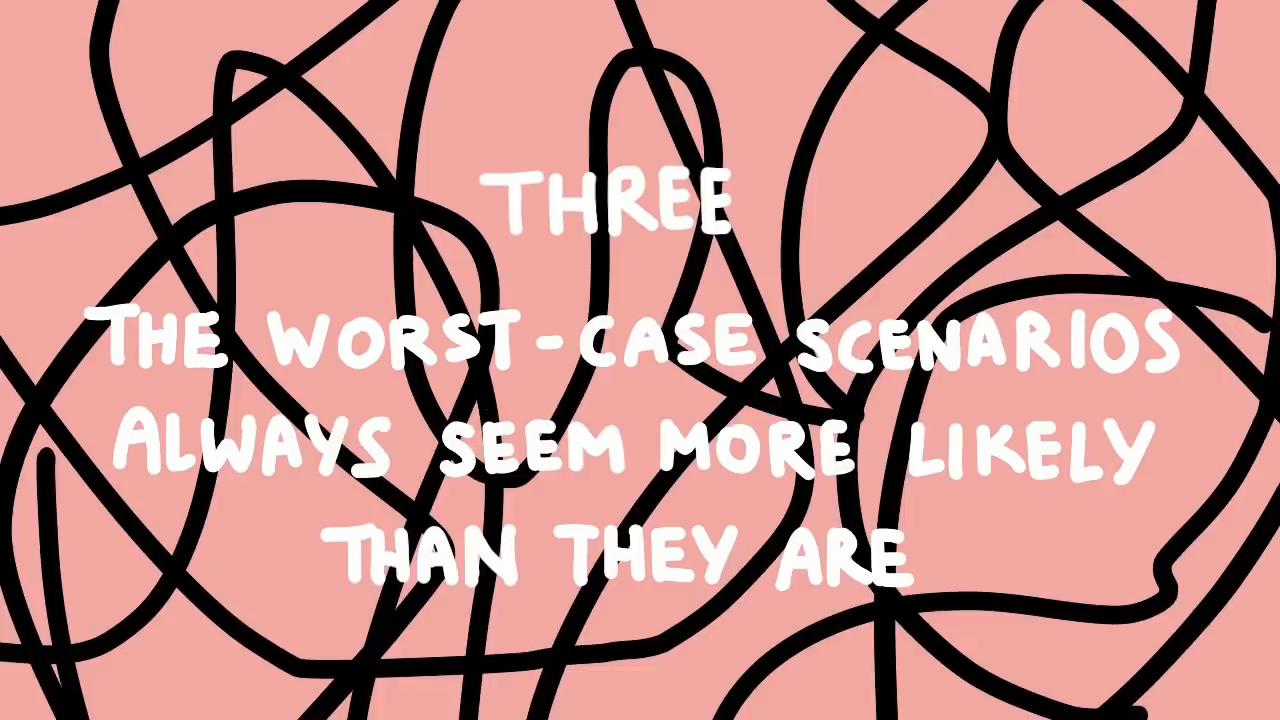 THREE
THE WORST-CASE SCENARIOS
ALWAYS SEEM MORE LIKELY
THAN THEY ARE